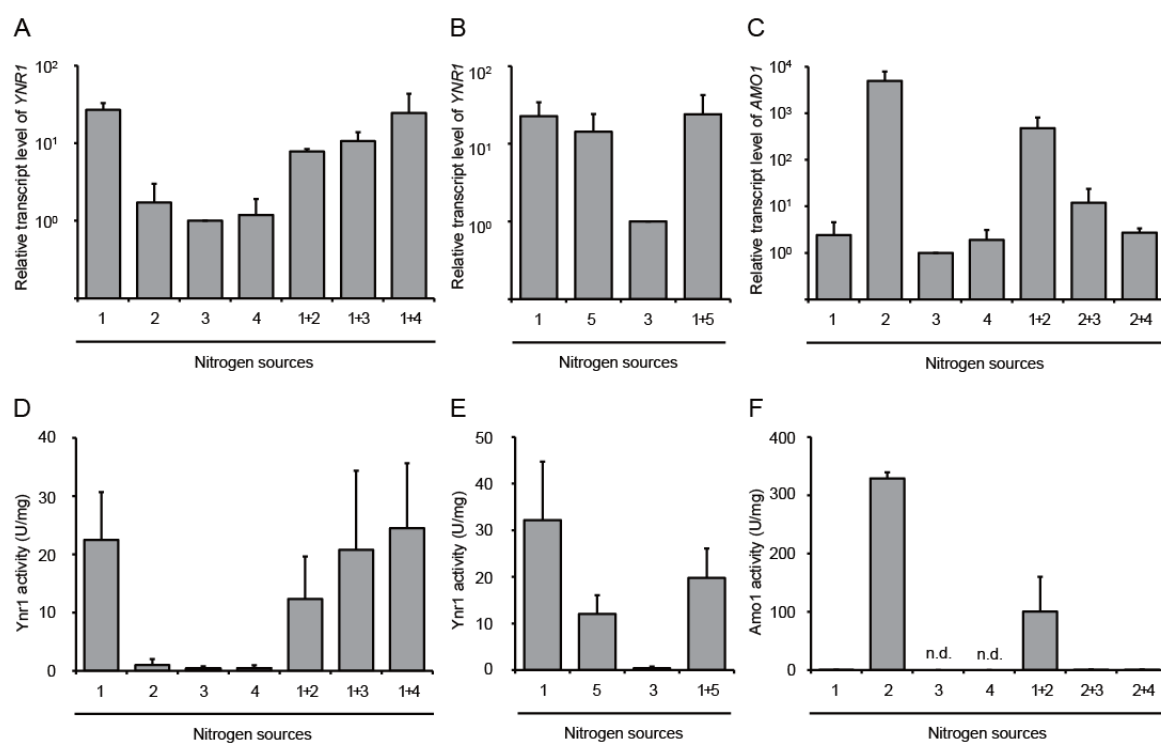 A
Relative transcript level of YNR1
10²
10¹
10⁰
1 2 3 4 1+2 1+3 1+4
Nitrogen sources
B
Relative transcript level of YNR1
10²
10¹
10⁰
1 5 3 1+5
Nitrogen sources
C
Relative transcript level of AMO1
10⁴
10³
10²
10¹
10⁰
1 2 3 4 1+2 2+3 2+4
Nitrogen sources
D
Ynr1 activity (U/mg)
40
30
20
10
0
1 2 3 4 1+2 1+3 1+4
Nitrogen sources
E
Ynr1 activity (U/mg)
50
40
30
20
10
0
1 5 3 1+5
Nitrogen sources
F
Amo1 activity (U/mg)
400
300
200
100
0
n.d. n.d.
1 2 3 4 1+2 2+3 2+4
Nitrogen sources